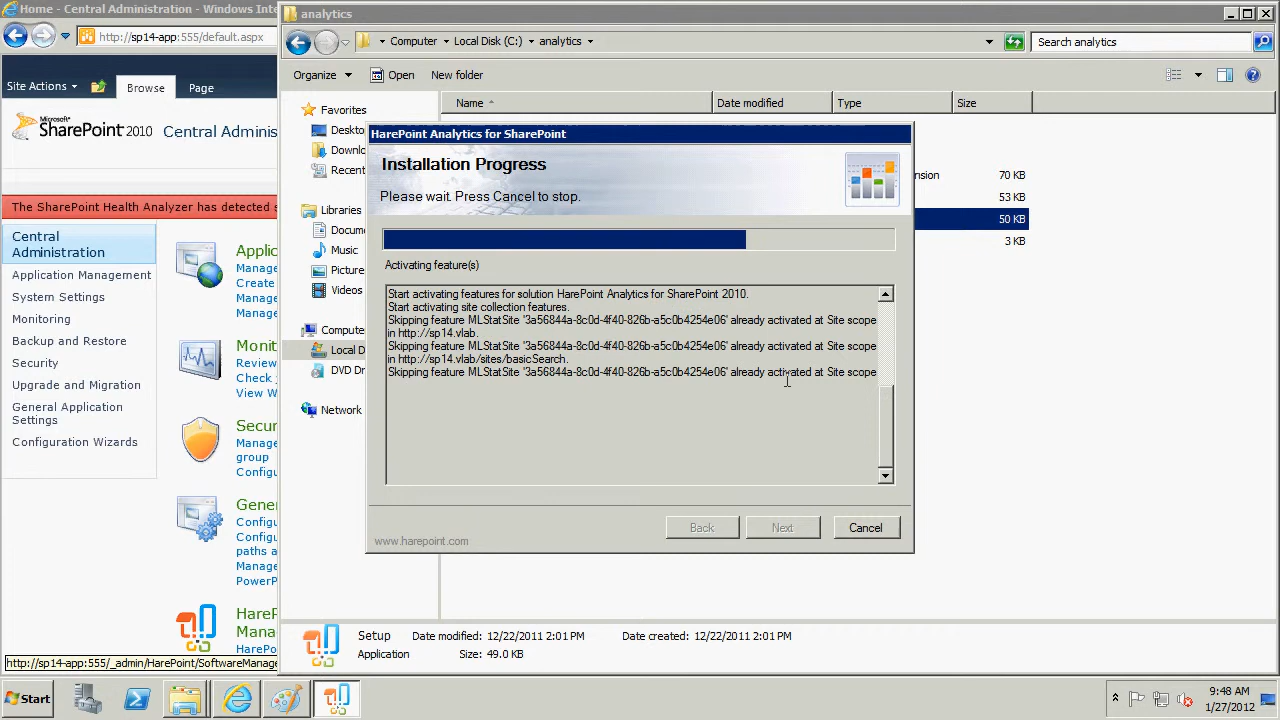 Home - Central Administration - Windows Inte
http://sp14-app:555/default.aspx
Site Actions
Browse
Page
Microsoft
SharePoint 2010
Central Adminis
The SharePoint Health Analyzer has detected s
Central
Administration
Application Management
System Settings
Monitoring
Backup and Restore
Security
Upgrade and Migration
General Application
Settings
Configuration Wizards
Applic
Manage
Create
Manage
Manage
Monit
Review
Check
View
Secur
Manage
group
Config
Gene
Configu
Configu
paths a
Manage
PowerP
HareP
Mana
HarePo
http://sp14-app:555/_admin/HarePoint/SoftwareManage
analytics
Computer
Local Disk (C:)
analytics
Search analytics
Organize
Open
New folder
Name
Date modified
Type
Size
Favorites
Deskto
Downlo
Recent
Libraries
Docume
Music
Picture
Videos
Compute
Local D
DVD Dr
Network
nsion
70 KB
53 KB
50 KB
3 KB
HarePoint Analytics for SharePoint
Installation Progress
Please wait. Press Cancel to stop.
Activating feature(s)
Start activating features for solution HarePoint Analytics for SharePoint 2010.
Start activating site collection features.
Skipping feature MLStatSite '3a56844a-8c0d-4f40-826b-a5c0b4254e06' already activated at Site scope
in http://sp14.vlab.
Skipping feature MLStatSite '3a56844a-8c0d-4f40-826b-a5c0b4254e06' already activated at Site scope
in http://sp14.vlab/sites/basicSearch.
Skipping feature MLStatSite '3a56844a-8c0d-4f40-826b-a5c0b4254e06' already activated at Site scope
Back
Next
Cancel
www.harepoint.com
Setup
Date modified: 12/22/2011 2:01 PM
Date created: 12/22/2011 2:01 PM
Application
Size: 49.0 KB
Start
9:48 AM
1/27/2012